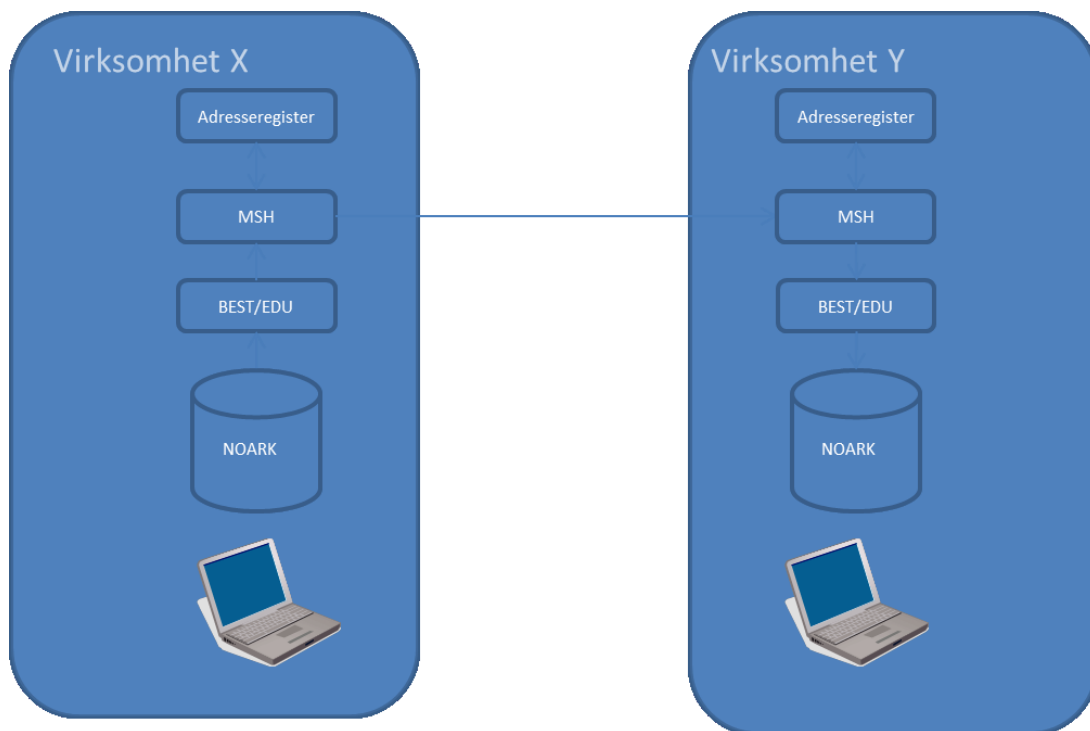 Virksomhet X
Adresseregister
MSH
BEST/EDU
NOARK
Virksomhet Y
Adresseregister
MSH
BEST/EDU
NOARK